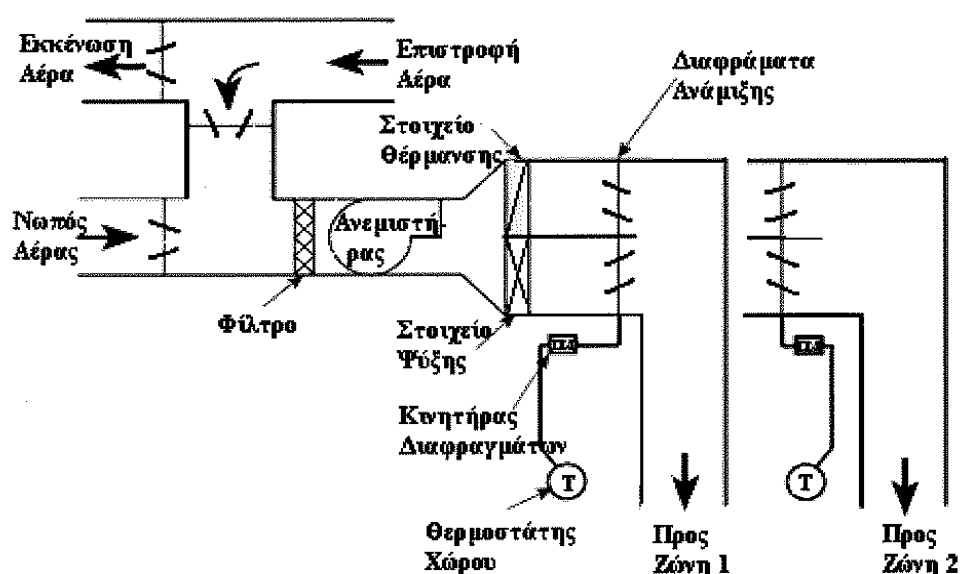 Εκκένωση
Αέρα
Επιστροφή
Αέρα
Διαφράματα
Ανάμιξης
Στοιχείο
Θέρμανσης
Νωπός
Αέρας
Ανεμιστή-
ρας
Φίλτρο
Στοιχείο
Ψύξης
Κινητήρας
Διαφραγμάτων
T
T
Θερμοστάτης
Χώρου
Προς
Ζώνη 1
Προς
Ζώνη 2